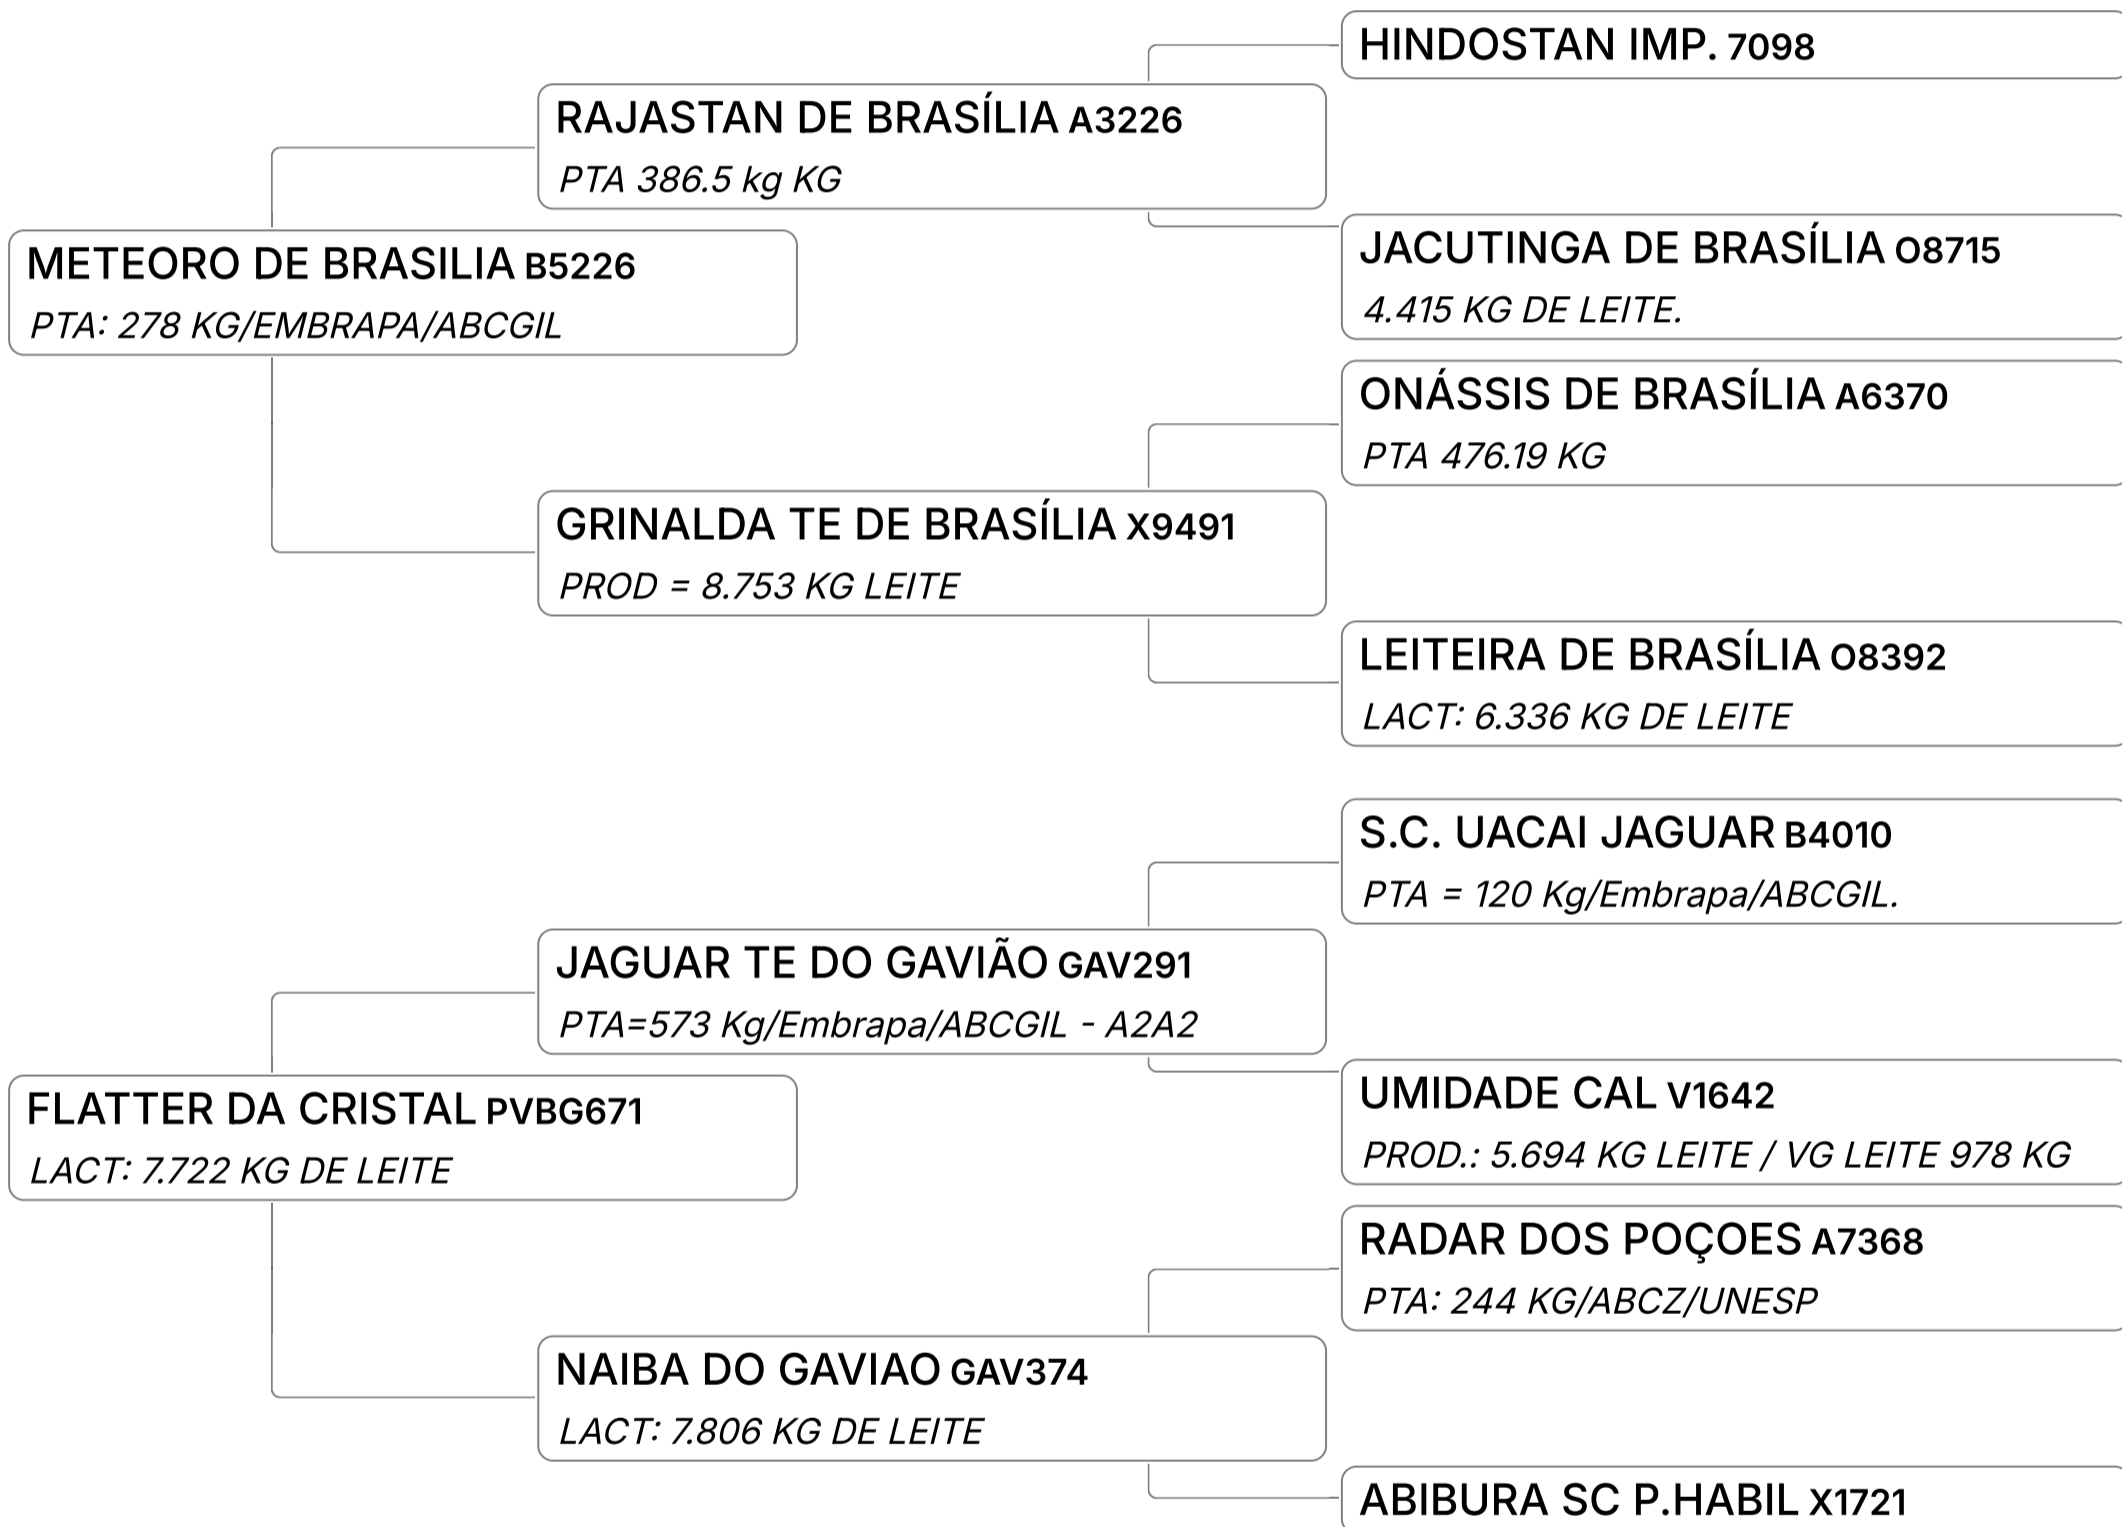 HINDOSTAN IMP. 7098
RAJASTAN DE BRASÍLIA A3226
PTA 386.5 kg KG
JACUTINGA DE BRASÍLIA O8715
4.415 KG DE LEITE.
METEORO DE BRASILIA B5226
PTA: 278 KG/EMBRAPA/ABCGIL
ONÁSSIS DE BRASÍLIA A6370
PTA 476.19 KG
GRINALDA TE DE BRASÍLIA X9491
PROD = 8.753 KG LEITE
LEITEIRA DE BRASÍLIA O8392
LACT: 6.336 KG DE LEITE
S.C. UACAI JAGUAR B4010
PTA = 120 Kg/Embrapa/ABCGIL.
JAGUAR TE DO GAVIÃO GAV291
PTA=573 Kg/Embrapa/ABCGIL - A2A2
UMIDADE CAL V1642
PROD.: 5.694 KG LEITE / VG LEITE 978 KG
FLATTER DA CRISTAL PVBG671
LACT: 7.722 KG DE LEITE
RADAR DOS POÇOES A7368
PTA: 244 KG/ABCZ/UNESP
NAIBA DO GAVIAO GAV374
LACT: 7.806 KG DE LEITE
ABIBURA SC P.HABIL X1721